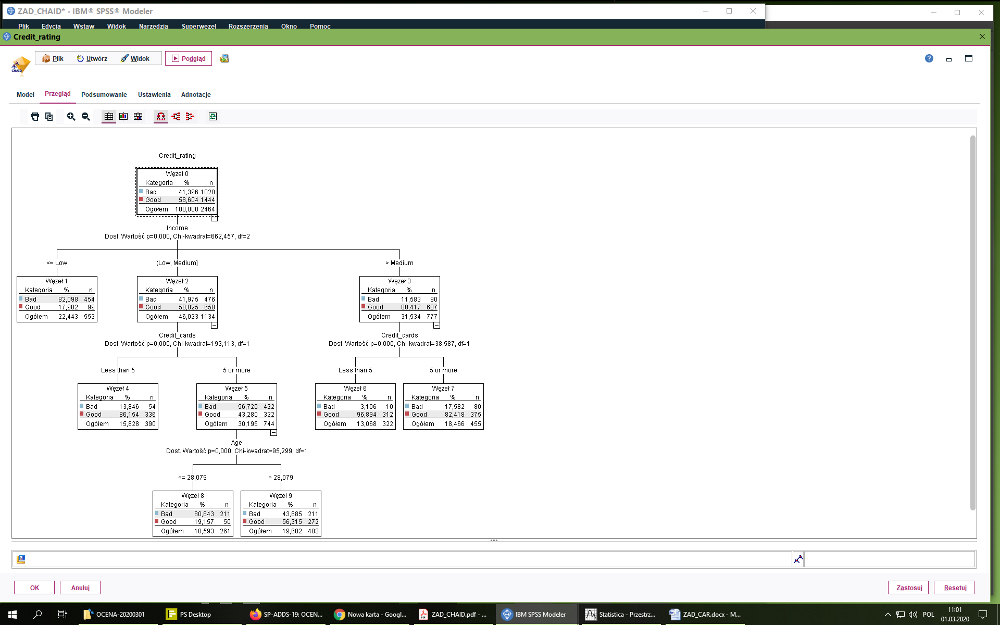 ZAD_CHAID* - IBM® SPSS® Modeler
Plik Edycja Wstaw Widok Narzędzia Superwęzeł Rozszerzenia Okno Pomoc
Credit_rating
CHAID
Plik Utwórz Widok Podgląd
Model Przegląd Podsumowanie Ustawienia Adnotacje
Credit_rating
Węzeł 0
Kategoria % n
Bad 41,396 1020
Good 58,604 1444
Ogółem 100,000 2464
Income
Dost. Wartość p=0,000, Chi-kwadrat=662,457, df=2
<= Low
(Low, Medium]
> Medium
Węzeł 1
Kategoria % n
Bad 82,098 454
Good 17,902 99
Ogółem 22,443 553
Węzeł 2
Kategoria % n
Bad 41,975 476
Good 58,025 658
Ogółem 46,023 1134
Węzeł 3
Kategoria % n
Bad 11,583 90
Good 88,417 687
Ogółem 31,534 777
Credit_cards
Dost. Wartość p=0,000, Chi-kwadrat=193,113, df=1
Credit_cards
Dost. Wartość p=0,000, Chi-kwadrat=38,587, df=1
Less than 5
5 or more
Less than 5
5 or more
Węzeł 4
Kategoria % n
Bad 13,846 54
Good 86,154 336
Ogółem 15,828 390
Węzeł 5
Kategoria % n
Bad 56,720 422
Good 43,280 322
Ogółem 30,195 744
Węzeł 6
Kategoria % n
Bad 3,106 10
Good 96,894 312
Ogółem 13,068 322
Węzeł 7
Kategoria % n
Bad 17,582 80
Good 82,418 375
Ogółem 18,466 455
Age
Dost. Wartość p=0,000, Chi-kwadrat=95,299, df=1
<= 28,079
> 28,079
Węzeł 8
Kategoria % n
Bad 80,843 211
Good 19,157 50
Ogółem 10,593 261
Węzeł 9
Kategoria % n
Bad 43,685 211
Good 56,315 272
Ogółem 19,602 483
OK Anuluj Zastosuj Resetuj
OCENA-20200301 PS Desktop SP-ADDS-19: OCEN... Nowa karta - Googl... ZAD_CHAID.pdf - ... IBM SPSS Modeler Statistica - Przestrz... ZAD_CAR.docx - M... POL
11:01
01.03.2020